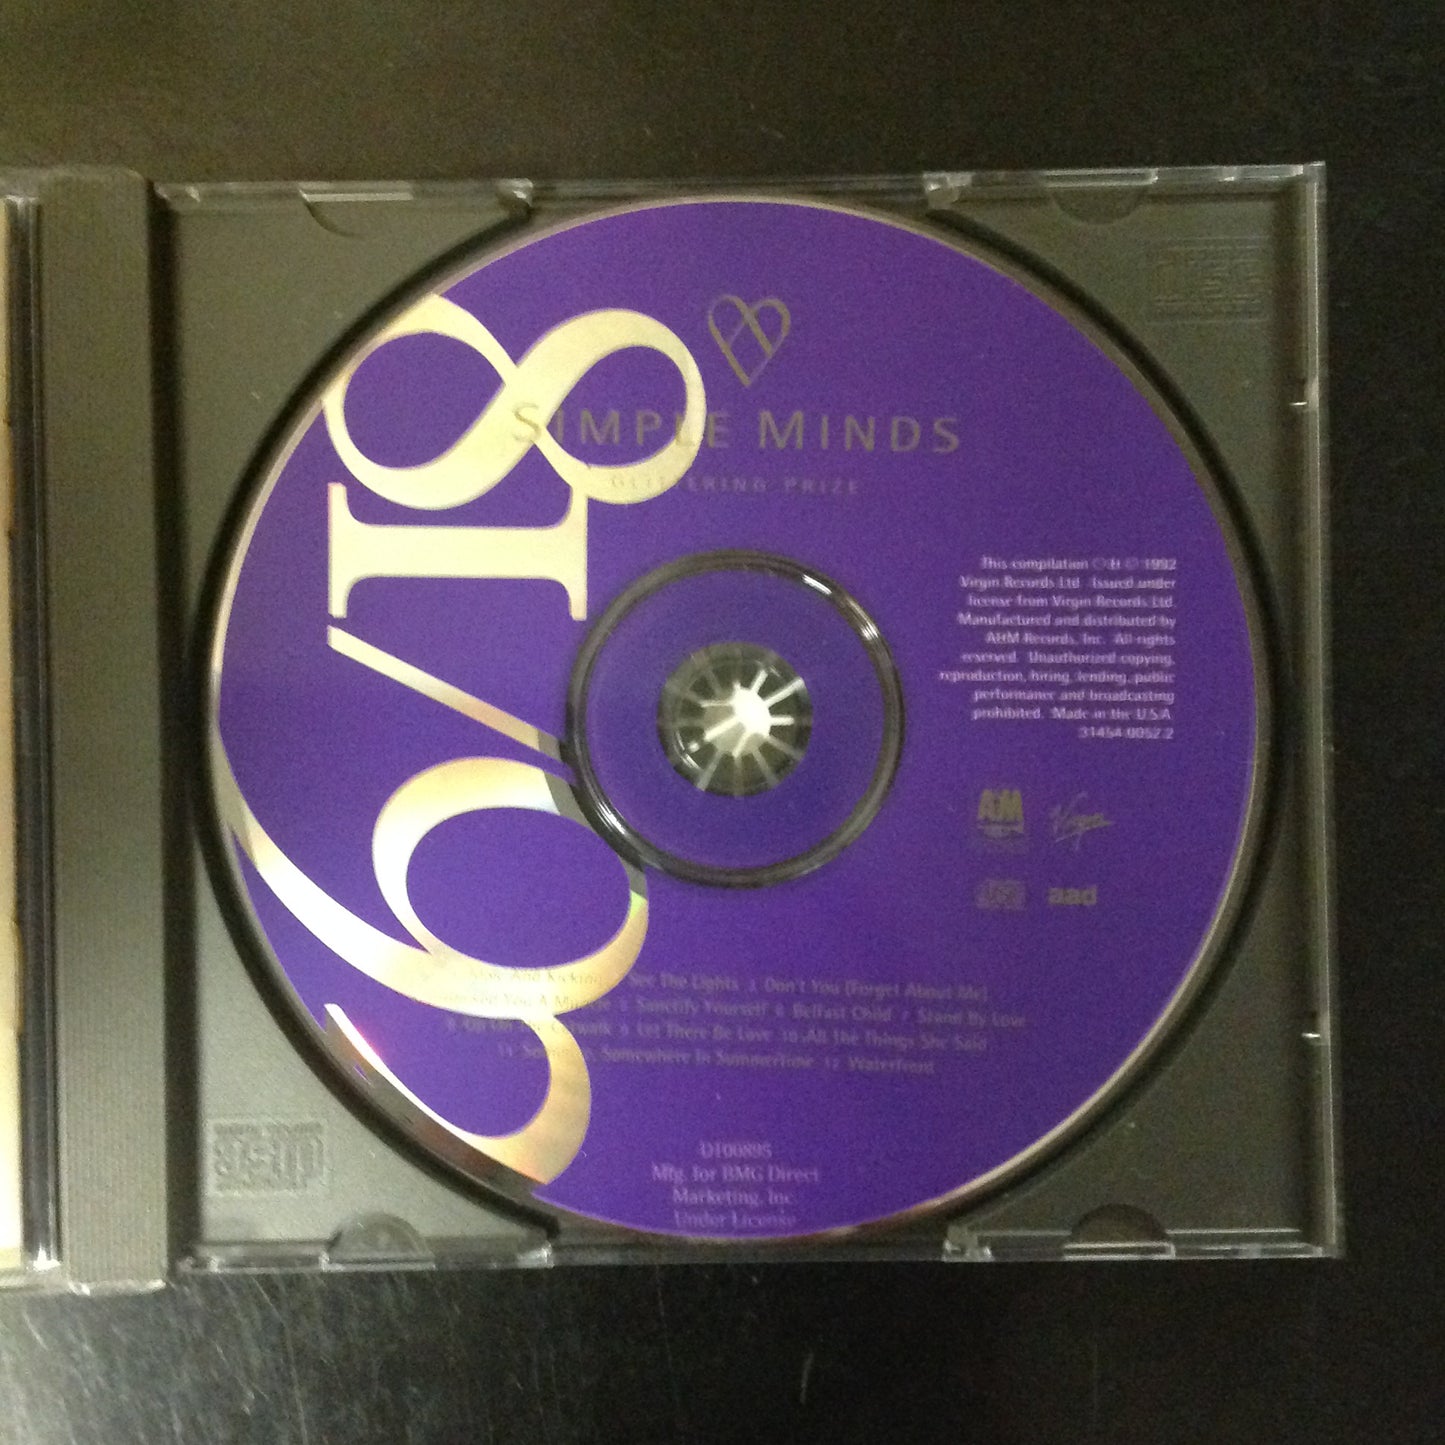 SIMPLE MINDS
GLITTERING PRIZE
81/92
This compilation ℗ & © 1992
Virgin Records Ltd. Issued under
license from Virgin Records Ltd.
Manufactured and distributed by
A&M Records, Inc. All rights
reserved. Unauthorized copying,
reproduction, hiring, lending, public
performance and broadcasting
prohibited. Made in the U.S.A.
31454 0052 2
A&M
Virgin
aad
And Kicking See The Lights 3 Don't You (Forget About Me)
You A Miracle 5 Sanctify Yourself 6 Belfast Child 7 Stand By Love
8 Up On The Catwalk 9 Let There Be Love 10 All The Things She Said
11 Somewhere In Summertime 12 Waterfront
D100895
Mfg. for BMG Direct
Marketing, Inc.
Under License